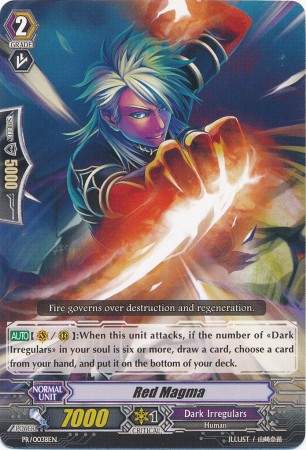 2
GRADE
5000
SHIELD
Fire governs over destruction and regeneration.
AUTO [ / ]:When this unit attacks, if the number of «Dark
Irregulars» in your soul is six or more, draw a card, choose a card
from your hand, and put it on the bottom of your deck.
NORMAL
UNIT
Red Magma
POWER
7000
1
CRITICAL
Dark Irregulars
Human
PR/0038EN
ILLUST / 山崎奈苗